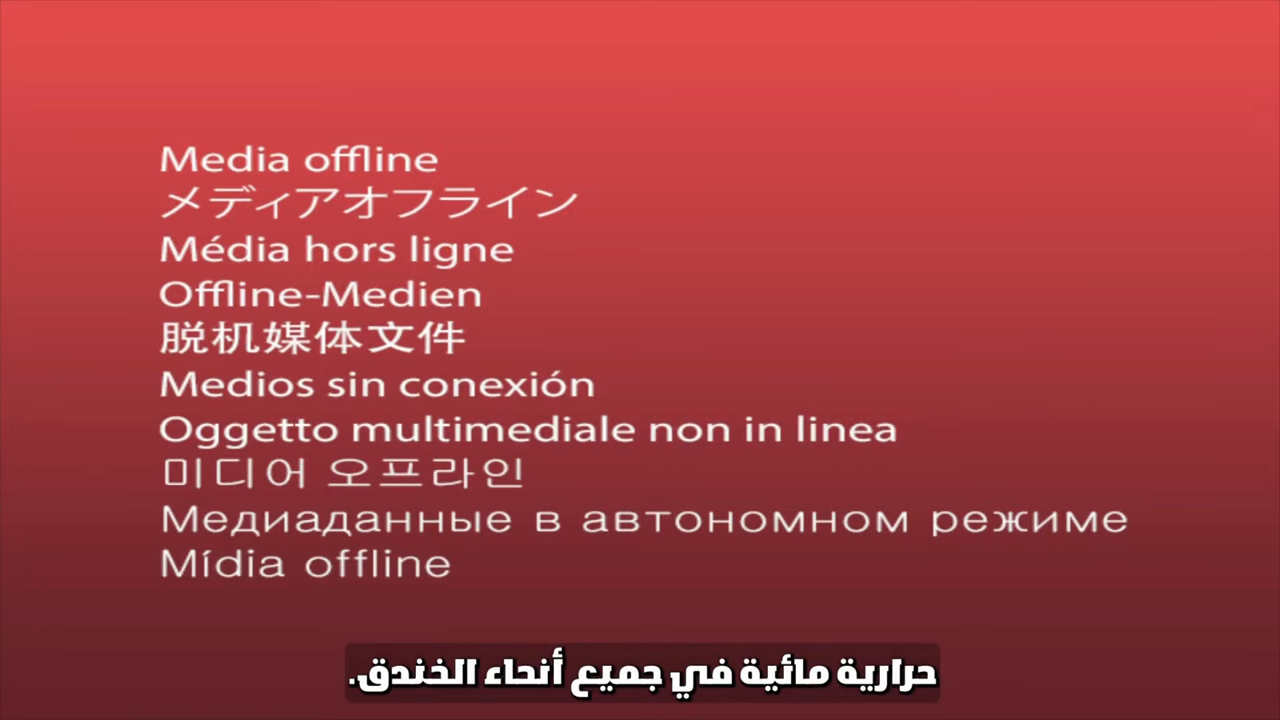 Media offline
メディアオフライン
Média hors ligne
Offline-Medien
脱机媒体文件
Medios sin conexión
Oggetto multimediale non in linea
미디어 오프라인
Медиаданные в автономном режиме
Mídia offline
حرارية مائية في جميع أنحاء الخندق.